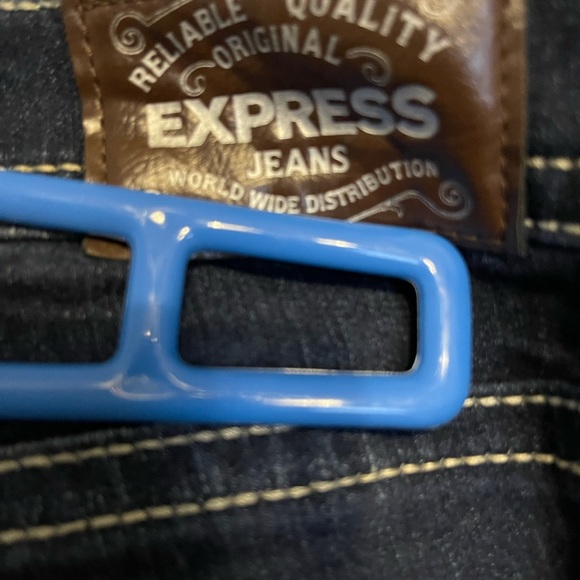 RELIABLE QUALITY
ORIGINAL
EXPRESS
JEANS
WORLD WIDE DISTRIBUTION